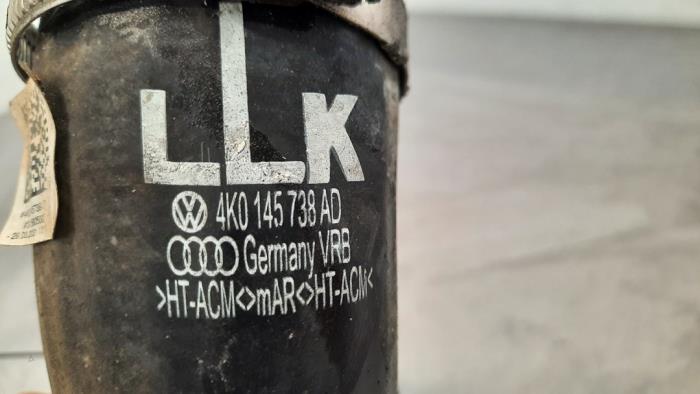 LLK
4K0 145 738 AD
Germany VRB
>HT-ACM<>mAR<>HT-ACM<